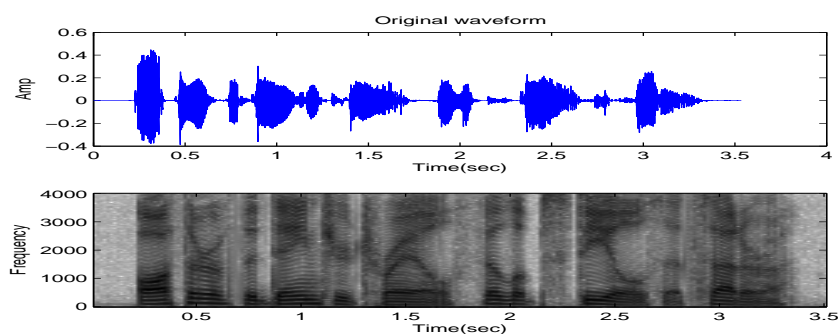 Original waveform
0.6
0.4
0.2
0
−0.2
−0.4
Amp
0 0.5 1 1.5 2 2.5 3 3.5 4
Time(sec)
4000
3000
2000
1000
0
Frequency
0.5 1 1.5 2 2.5 3 3.5
Time(sec)